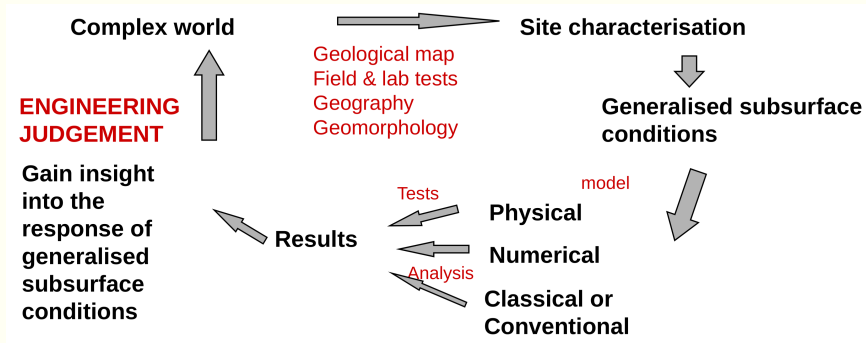 Complex world
Site characterisation
Geological map
Field & lab tests
Geography
Geomorphology
Generalised subsurface
conditions
ENGINEERING
JUDGEMENT
Gain insight
into the
response of
generalised
subsurface
conditions
model
Tests
Physical
Results
Numerical
Analysis
Classical or
Conventional